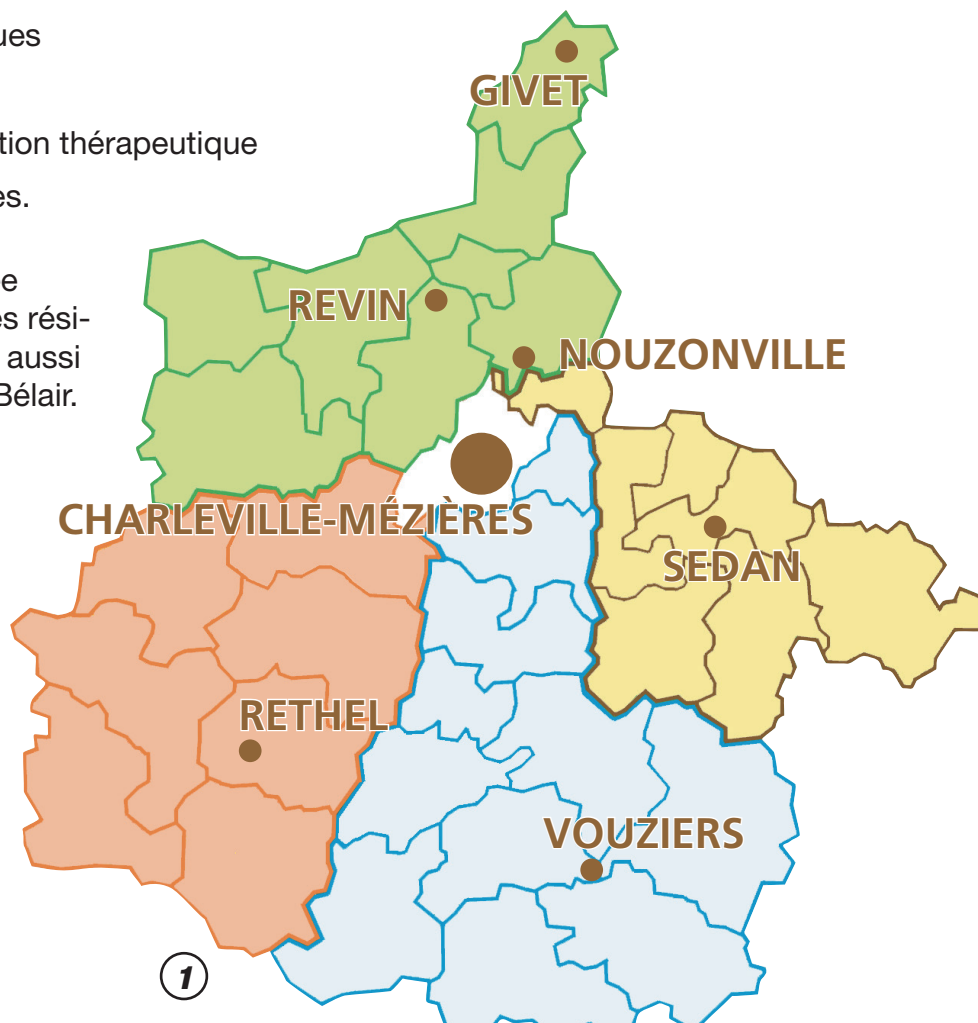 ues
tion thérapeutique
es.
e
es rési-
aussi
Bélair.
GIVET
REVIN
NOUZONVILLE
CHARLEVILLE-MÉZIÈRES
SEDAN
RETHEL
VOUZIERS
1